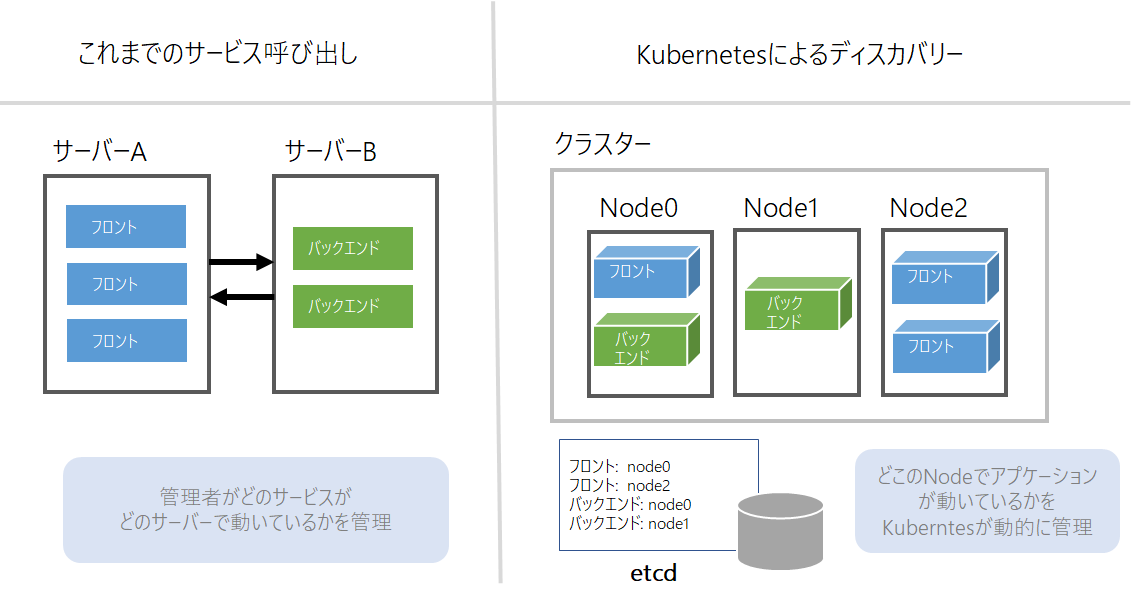 これまでのサービス呼び出し
Kubernetesによるディスカバリー
サーバーA
サーバーB
フロント
フロント
フロント
バックエンド
バックエンド
管理者がどのサービスが
どのサーバーで動いているかを管理
クラスター
Node0
Node1
Node2
フロント
バック
エンド
バック
エンド
フロント
フロント
フロント: node0
フロント: node2
バックエンド: node0
バックエンド: node1
etcd
どこのNodeでアプケーション
が動いているかを
Kuberntesが動的に管理